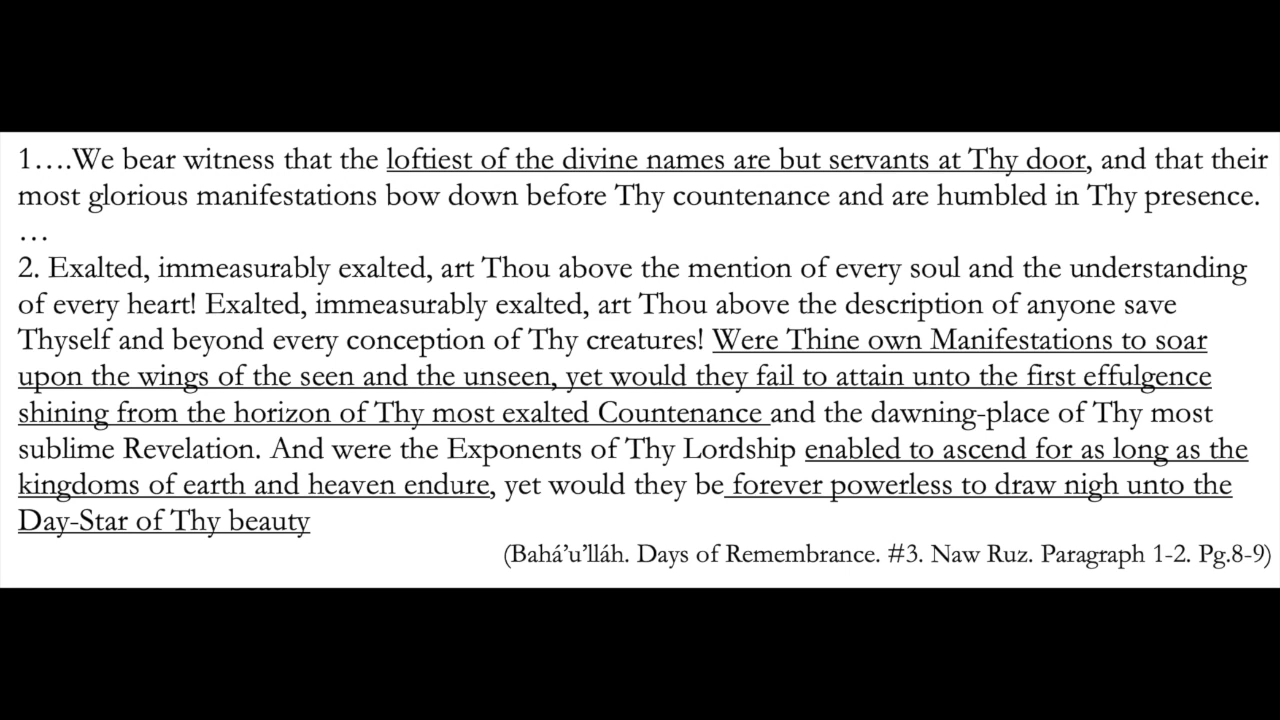 1….We bear witness that the loftiest of the divine names are but servants at Thy door, and that their
most glorious manifestations bow down before Thy countenance and are humbled in Thy presence.
…
2. Exalted, immeasurably exalted, art Thou above the mention of every soul and the understanding
of every heart! Exalted, immeasurably exalted, art Thou above the description of anyone save
Thyself and beyond every conception of Thy creatures! Were Thine own Manifestations to soar
upon the wings of the seen and the unseen, yet would they fail to attain unto the first effulgence
shining from the horizon of Thy most exalted Countenance and the dawning-place of Thy most
sublime Revelation. And were the Exponents of Thy Lordship enabled to ascend for as long as the
kingdoms of earth and heaven endure, yet would they be forever powerless to draw nigh unto the
Day-Star of Thy beauty
(Bahá’u’lláh. Days of Remembrance. #3. Naw Ruz. Paragraph 1-2. Pg.8-9)